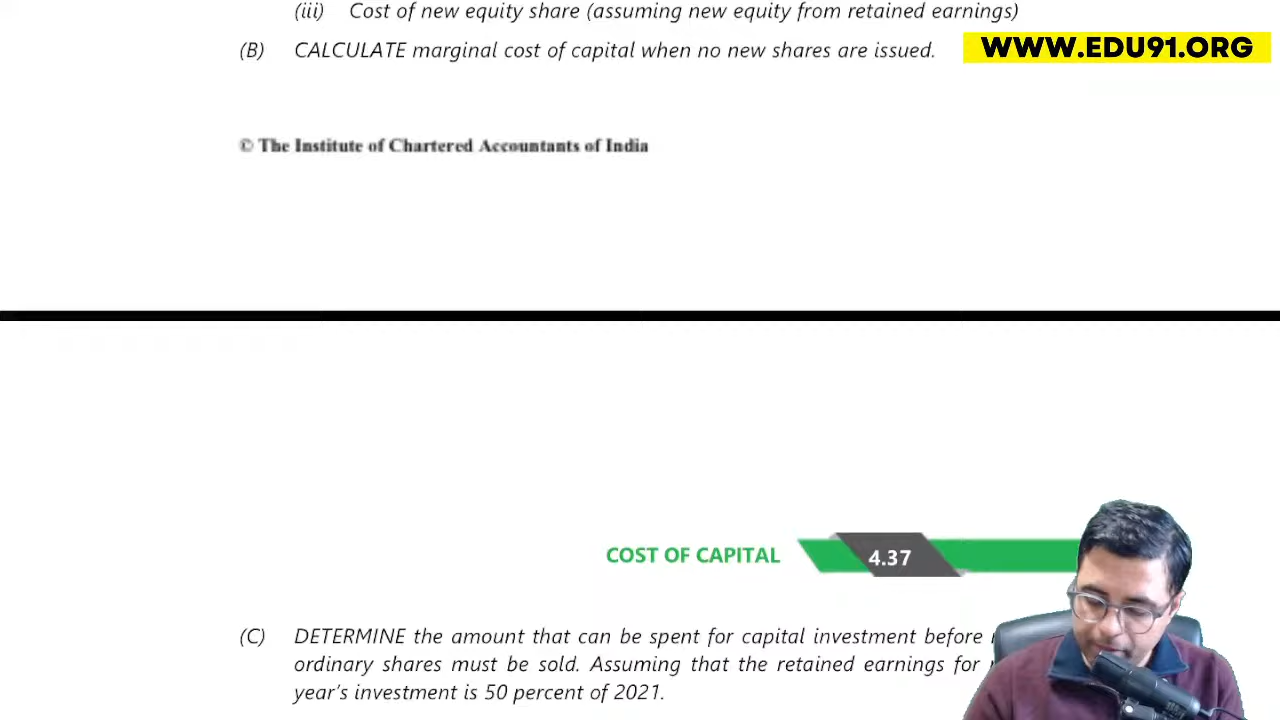 (iii) Cost of new equity share (assuming new equity from retained earnings)
(B) CALCULATE marginal cost of capital when no new shares are issued.
WWW.EDU91.ORG
© The Institute of Chartered Accountants of India
COST OF CAPITAL 4.37
(C) DETERMINE the amount that can be spent for capital investment before
ordinary shares must be sold. Assuming that the retained earnings for
year's investment is 50 percent of 2021.